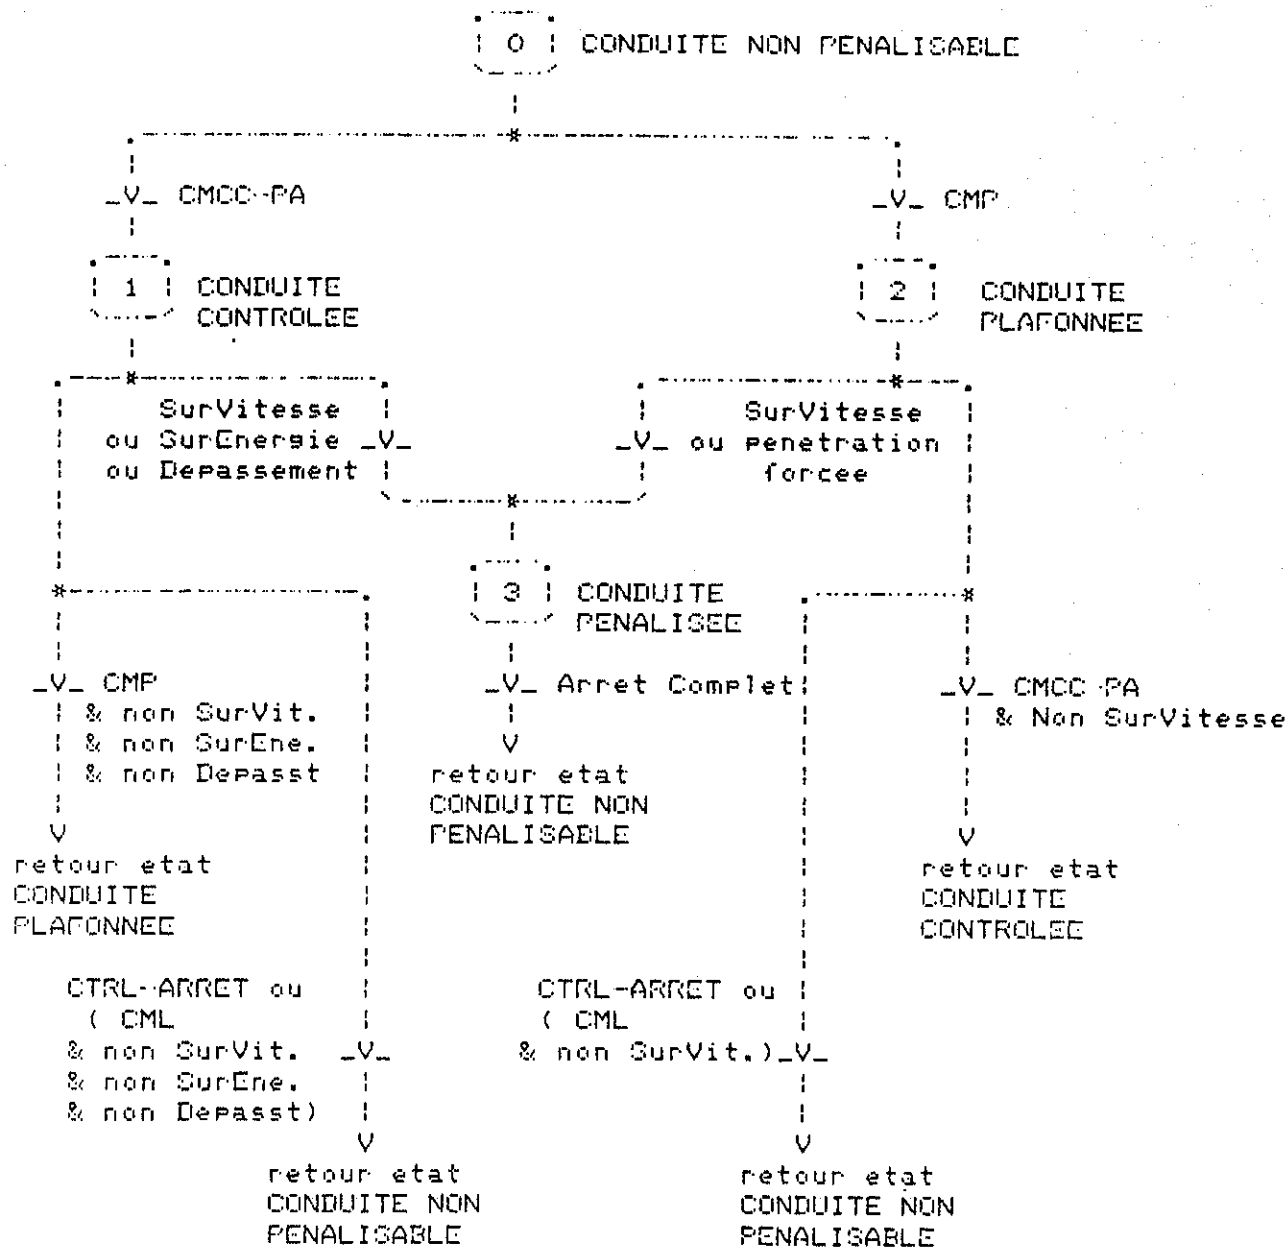 0 CONDUITE NON PENALISABLE
CMCC-PA
CMP
1 CONDUITE
CONTROLEE
2 CONDUITE
PLAFONNEE
SurVitesse
ou SurEnergie
ou Depassement
SurVitesse
ou penetration
forcee
3 CONDUITE
PENALISEE
CMP
& non SurVit.
& non SurEne.
& non Depasst
Arret Complet
CMCC-PA
& Non SurVitesse
retour etat
CONDUITE NON
PENALISABLE
retour etat
CONDUITE
PLAFONNEE
retour etat
CONDUITE
CONTROLEE
CTRL-ARRET ou
( CML
& non SurVit.
& non SurEne.
& non Depasst)
CTRL-ARRET ou
( CML
& non SurVit.)
retour etat
CONDUITE NON
PENALISABLE
retour etat
CONDUITE NON
PENALISABLE